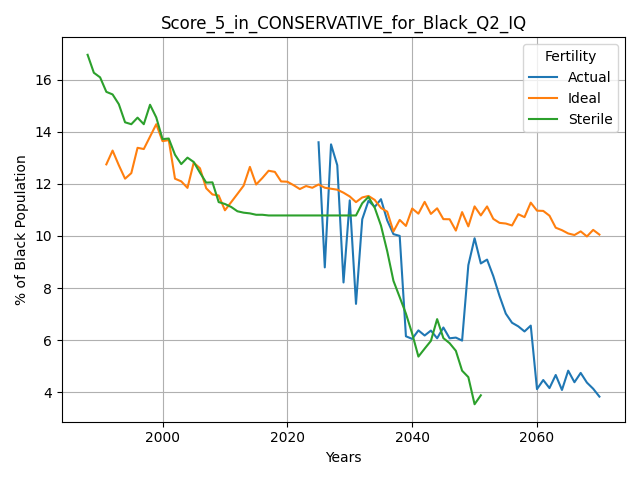 Score_5_in_CONSERVATIVE_for_Black_Q2_IQ
Fertility
Actual
Ideal
Sterile
% of Black Population
16
14
12
10
8
6
4
2000
2020
2040
2060
Years